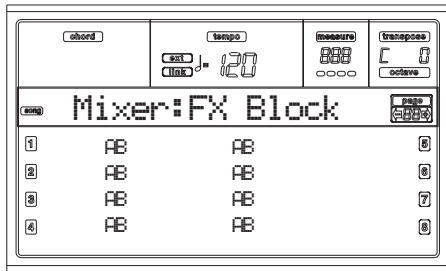 chord tempo measure transpose
ext link ♩= 120 888 C 0
octave
song Mixer:FX Block page 88
1 AB AB 5
2 AB AB 6
3 AB AB 7
4 AB AB 8